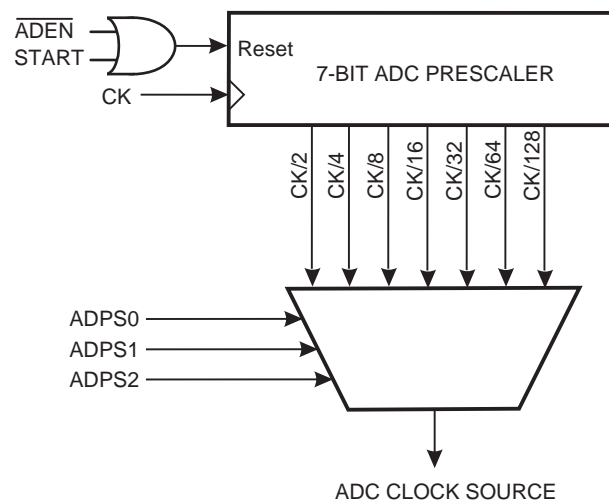 ADEN
START
Reset
7-BIT ADC PRESCALER
CK
CK/2
CK/4
CK/8
CK/16
CK/32
CK/64
CK/128
ADPS0
ADPS1
ADPS2
ADC CLOCK SOURCE